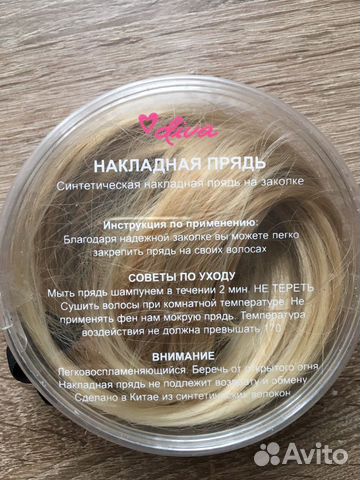 diva
НАКЛАДНАЯ ПРЯДЬ
Синтетическая накладная прядь на заколке
Инструкция по применению:
Благодаря надежной заколке вы можете легко
закрепить прядь на своих волосах
СОВЕТЫ ПО УХОДУ
Мыть прядь шампунем в течении 2 мин. НЕ ТЕРЕТЬ
Сушить волосы при комнатной температуре. Не
применять фен нам мокрую прядь. Температура
воздействия не должна превышать 170
ВНИМАНИЕ
Легковоспламеняющийся. Беречь от открытого огня
Накладная прядь не подлежит возврату и обмену
Сделано в Китае из синтетических волокон
Avito